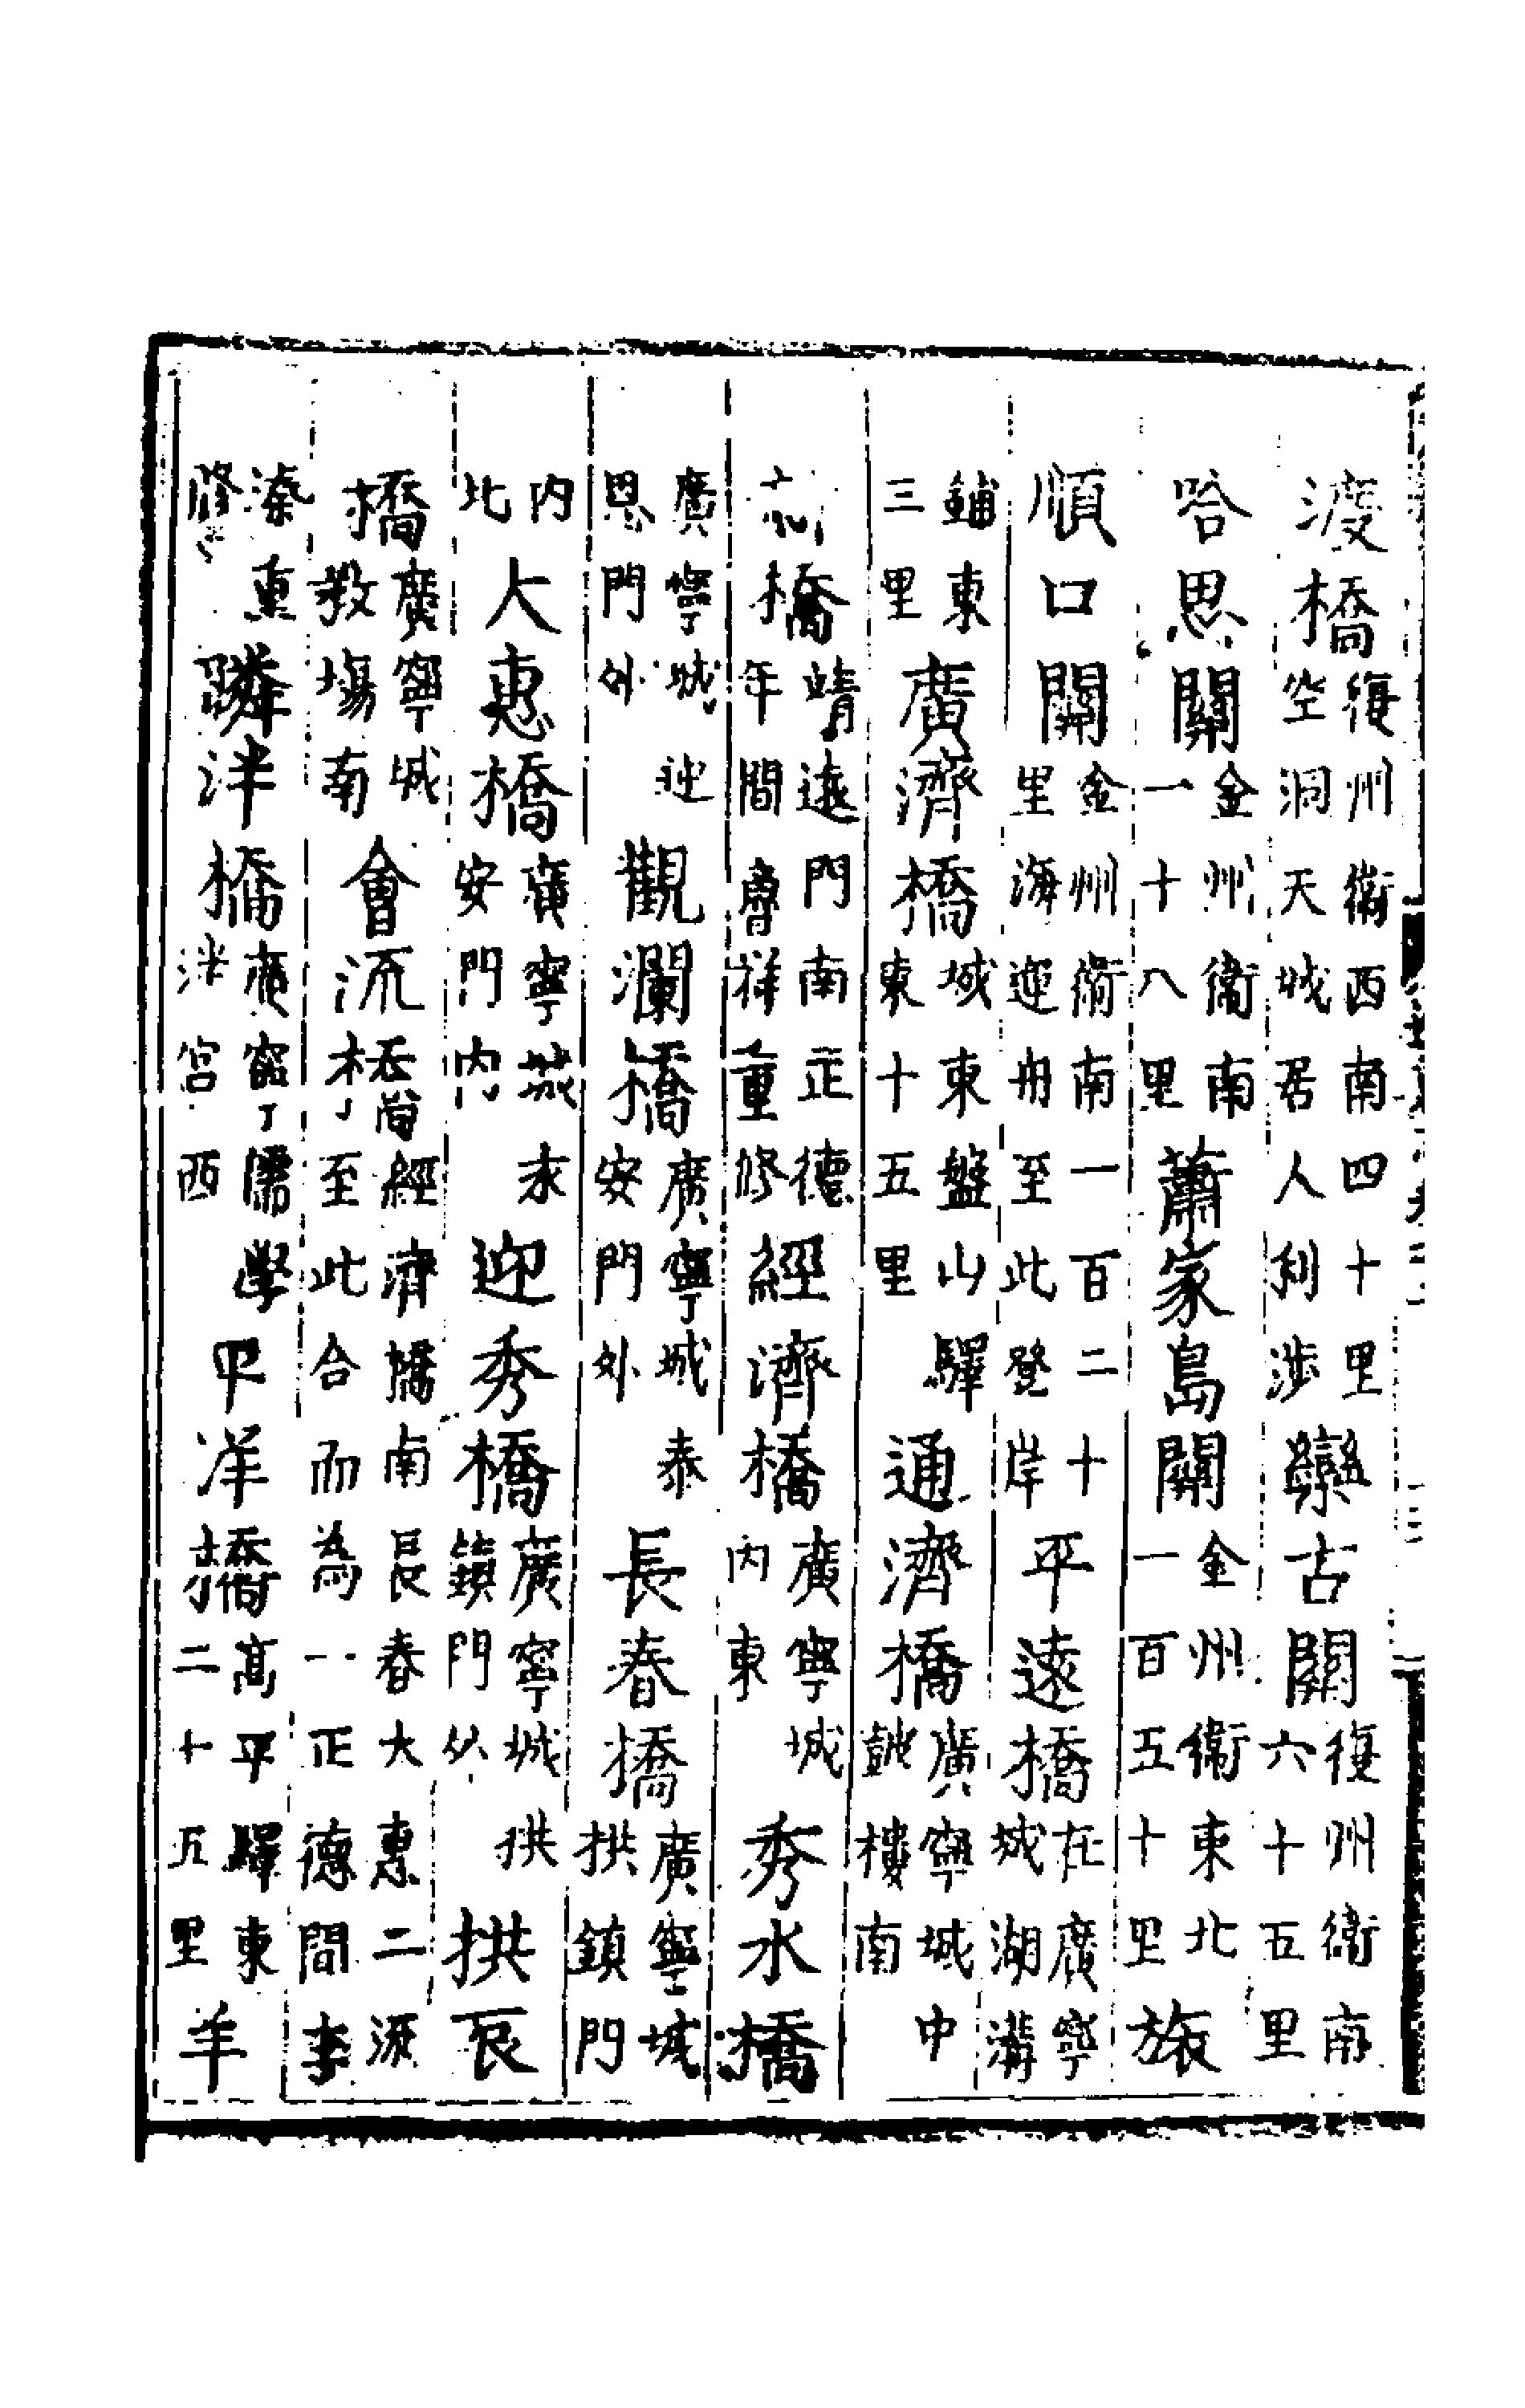 渡橋復州衛西南四十里空洞天城居人利涉欒古關復州衛南六十五里
哈思關金州衛南一十八里蕭家島關金州衛東北一百五十里旅
順口關金州衛南一百二十里海運舟至此登岸平遠橋在廣寧城湖溝
鋪東三里廣濟橋城東盤山驛東十五里通濟橋廣寧城中鼓樓南
橋靖遠門南正德年間魯祥重修經濟橋廣寧城內東秀水橋
廣寧城迎恩門外觀瀾橋廣寧城泰安門外長春橋廣寧城拱鎮門
內北大惠橋廣寧城永安門內迎秀橋廣寧城拱鎮門外拱辰
橋廣寧城教場南會流橋經濟橋南長春大惠二源至此合而為一正德間李
溱重修隣泮橋廣寧儒學泮宮西平洋橋高平驛東二十五里羊